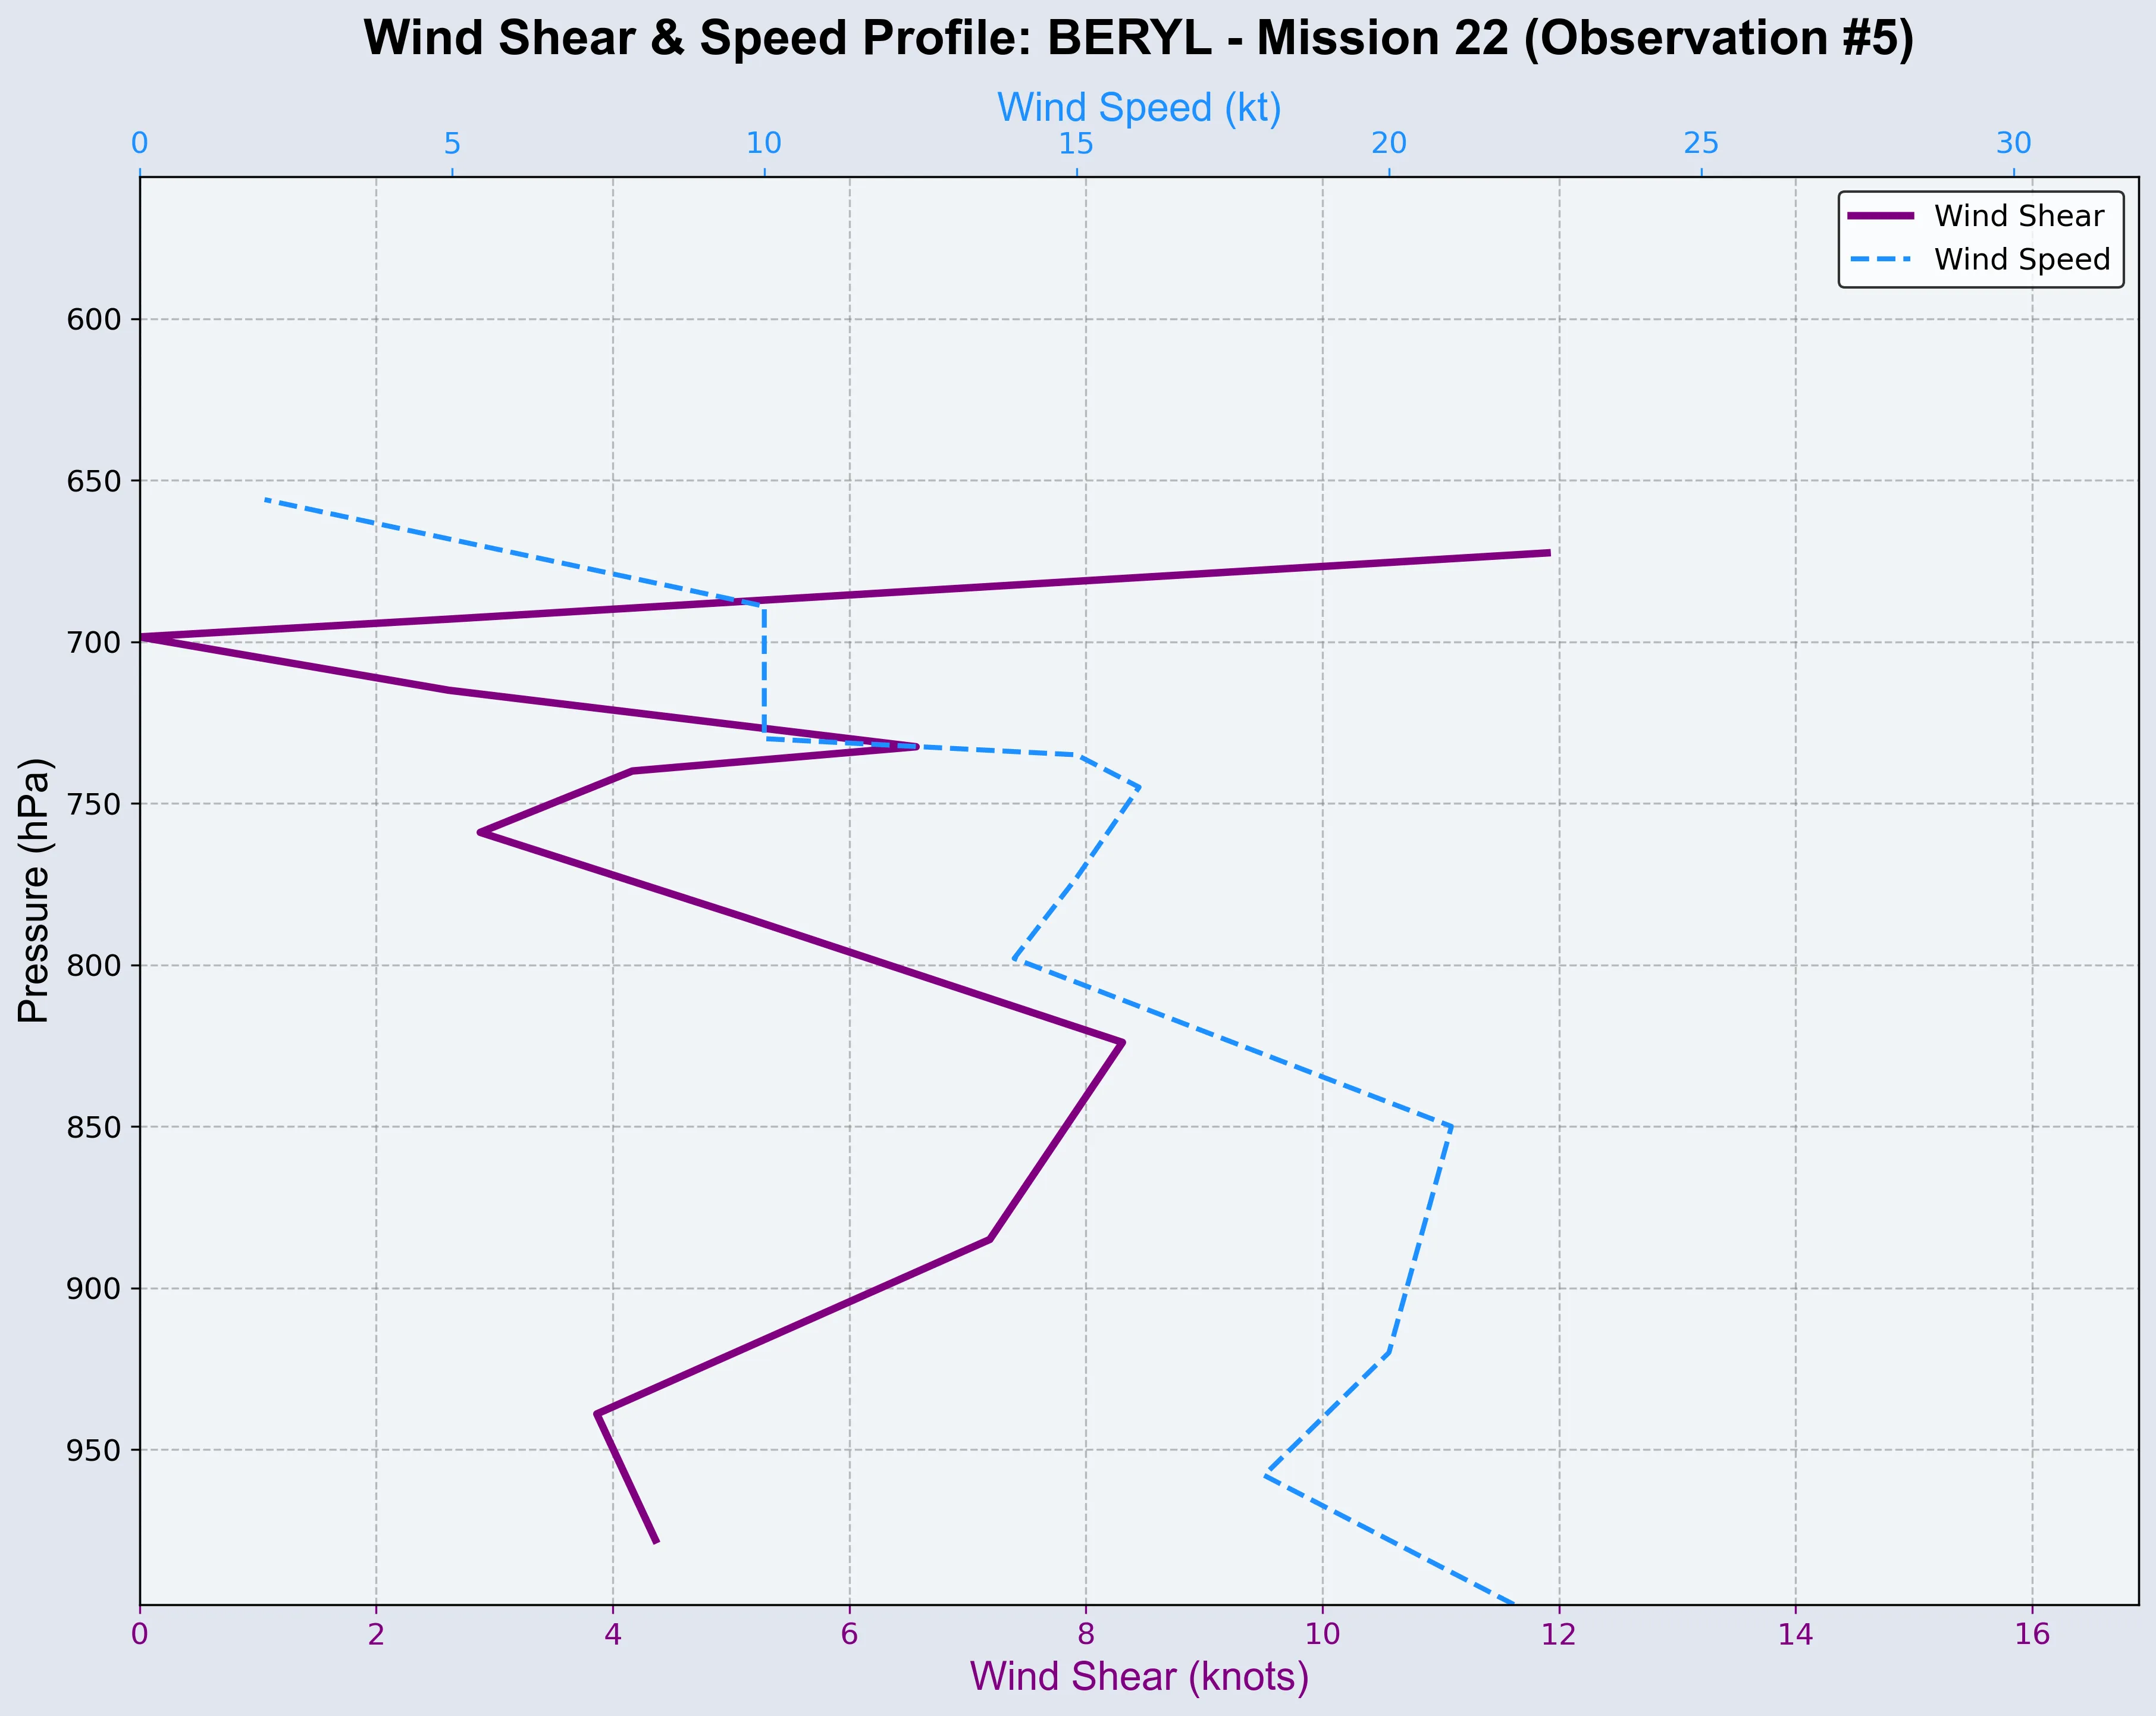 Wind Shear & Speed Profile: BERYL - Mission 22 (Observation #5)
Wind Speed (kt)
0 5 10 15 20 25 30
Wind Shear
Wind Speed
600
650
700
750
800
850
900
950
Pressure (hPa)
0 2 4 6 8 10 12 14 16
Wind Shear (knots)